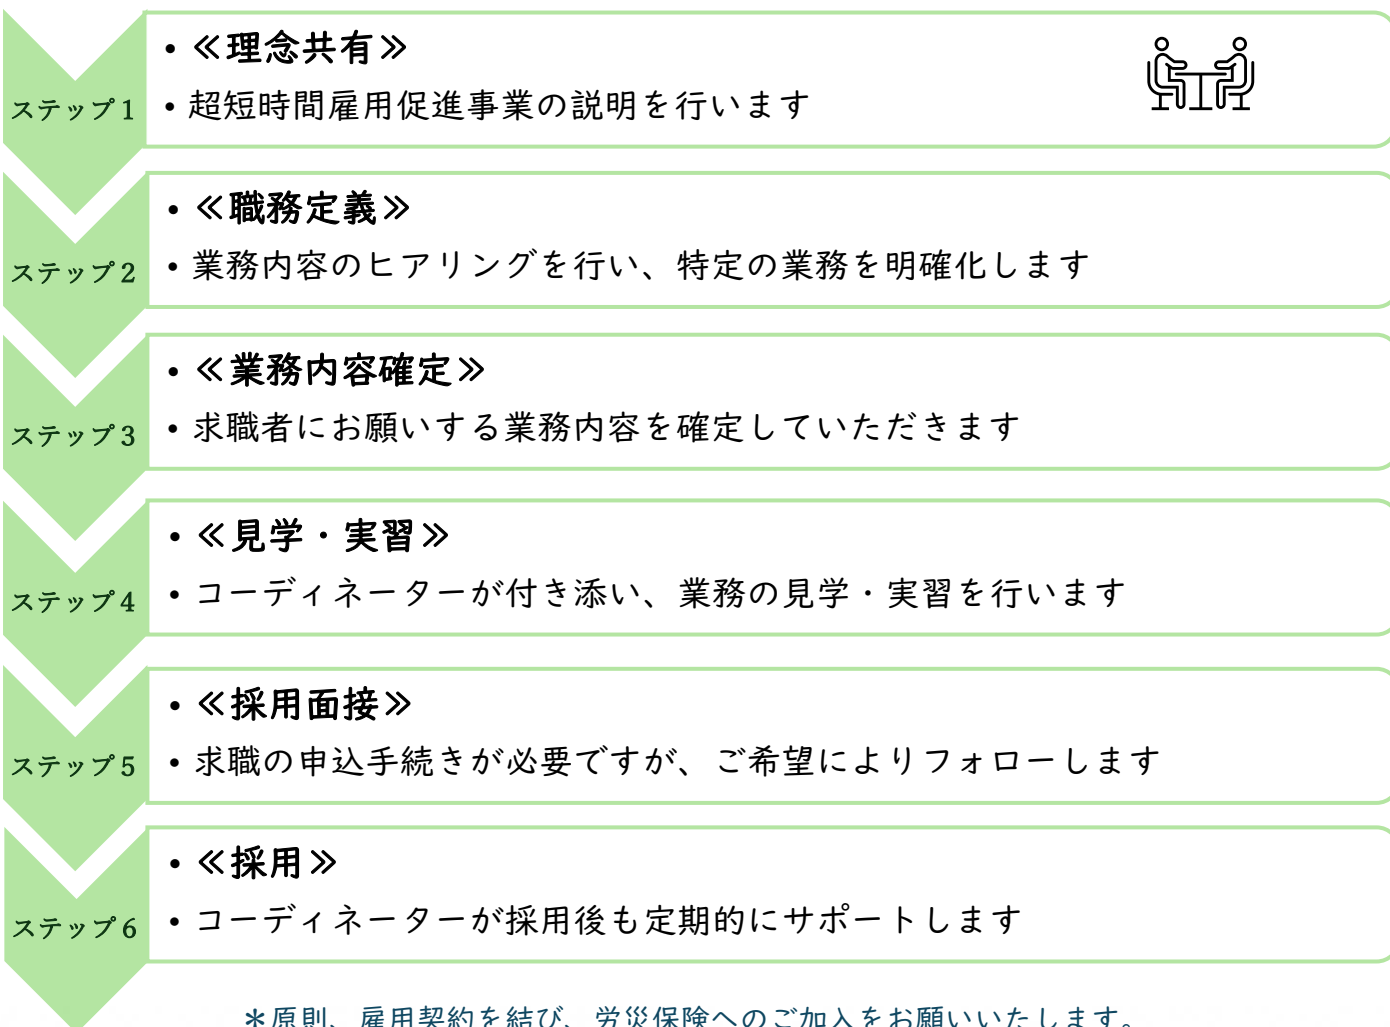 ・≪理念共有≫
ステップ1
・超短時間雇用促進事業の説明を行います
・≪職務定義≫
ステップ2
・業務内容のヒアリングを行い、特定の業務を明確化します
・≪業務内容確定≫
ステップ3
・求職者にお願いする業務内容を確定していただきます
・≪見学・実習≫
ステップ4
・コーディネーターが付き添い、業務の見学・実習を行います
・≪採用面接≫
ステップ5
・求職の申込手続きが必要ですが、ご希望によりフォローします
・≪採用≫
ステップ6
・コーディネーターが採用後も定期的にサポートします
＊原則、雇用契約を結び、労災保険へのご加入をお願いいたします。